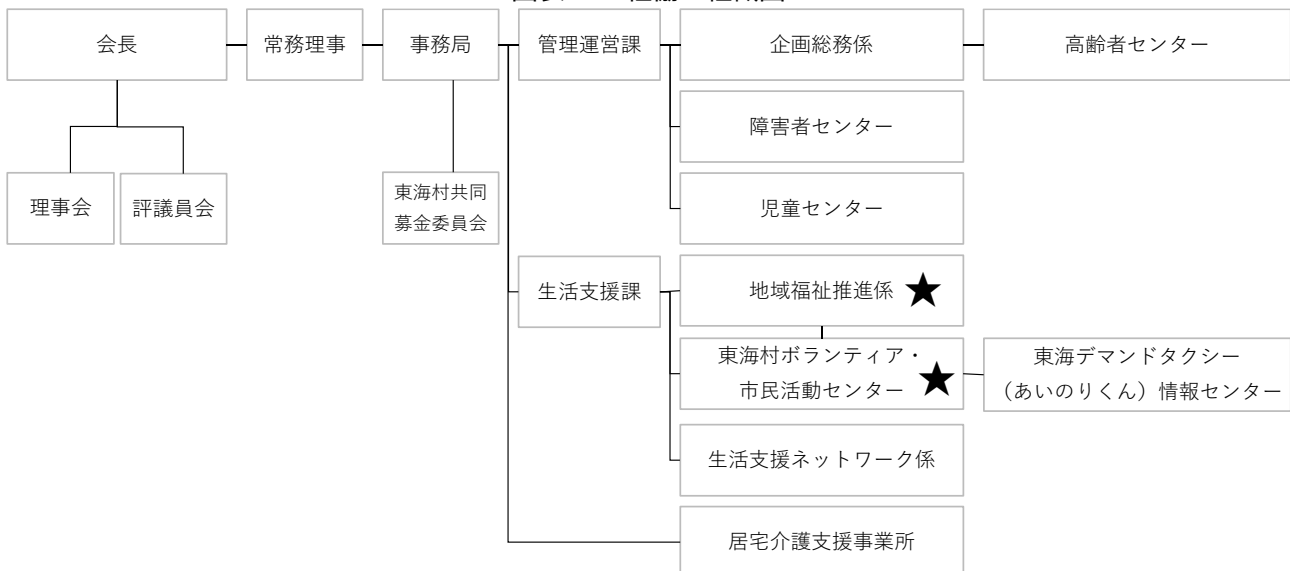 会長
常務理事
事務局
管理運営課
企画総務係
高齢者センター
障害者センター
理事会
評議員会
東海村共同
募金委員会
児童センター
生活支援課
地域福祉推進係 ★
東海村ボランティア・
市民活動センター ★
東海デマンドタクシー
（あいのりくん）情報センター
生活支援ネットワーク係
居宅介護支援事業所